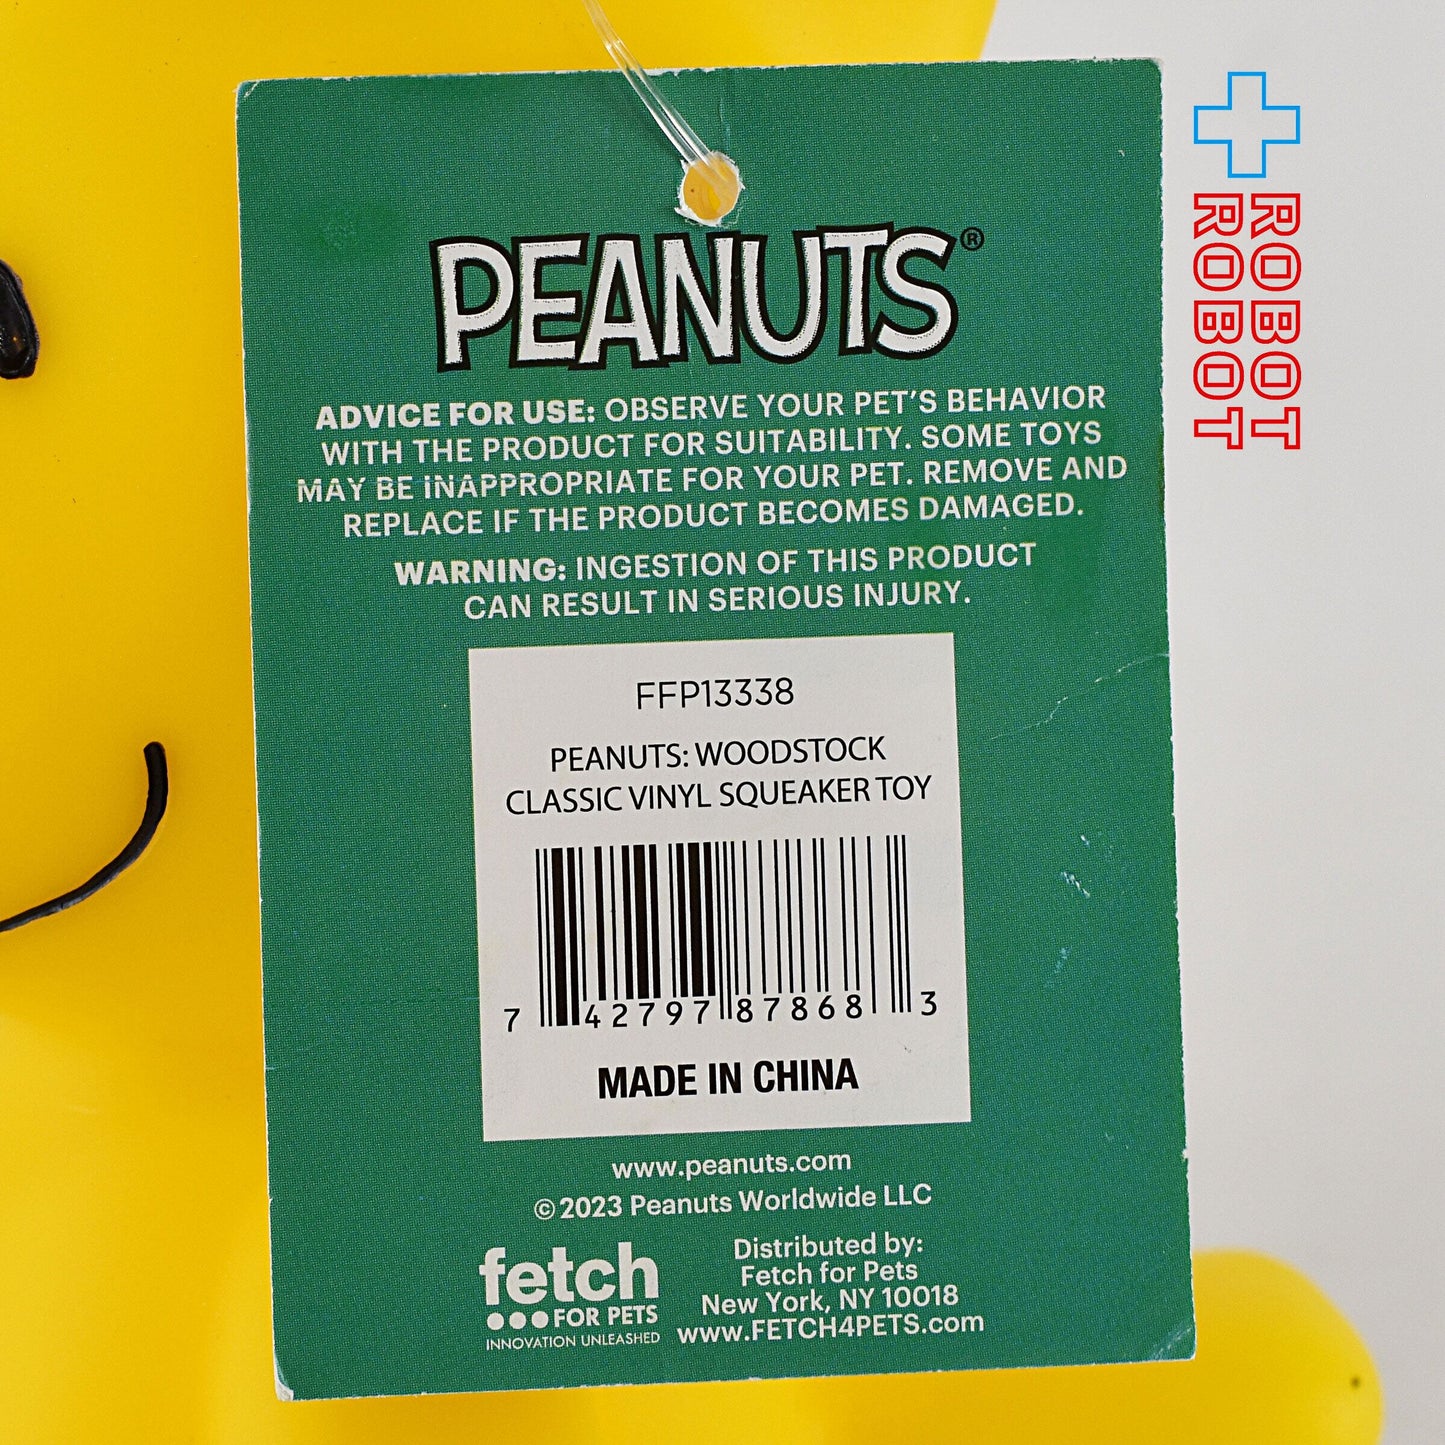 PEANUTS®
ADVICE FOR USE: OBSERVE YOUR PET'S BEHAVIOR
WITH THE PRODUCT FOR SUITABILITY. SOME TOYS
MAY BE INAPPROPRIATE FOR YOUR PET. REMOVE AND
REPLACE IF THE PRODUCT BECOMES DAMAGED.
WARNING: INGESTION OF THIS PRODUCT
CAN RESULT IN SERIOUS INJURY.
FFP13338
PEANUTS: WOODSTOCK
CLASSIC VINYL SQUEAKER TOY
7 42797 87868 3
MADE IN CHINA
www.peanuts.com
© 2023 Peanuts Worldwide LLC
fetch
FOR PETS
INNOVATION UNLEASHED
Distributed by:
Fetch for Pets
New York, NY 10018
www.FETCH4PETS.com
ROBOT
ROBOT